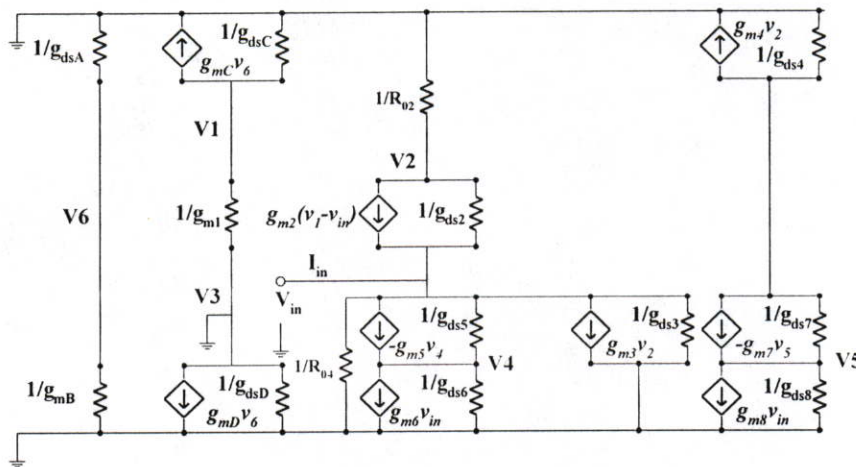 1/g_dsA
1/g_dsC
g_mC v_6
g_m4 v_2
1/g_ds4
1/R_02
V1
V2
V6
1/g_m1
g_m2(v_1-v_in)
1/g_ds2
I_in
V3
V_in
1/g_ds5
1/g_ds3
1/g_ds7
-g_m5 v_4
g_m3 v_2
-g_m7 v_5
V4
V5
1/g_mB
1/g_dsD
1/R_04
1/g_ds6
1/g_ds8
g_mD v_6
g_m6 v_in
g_m8 v_in